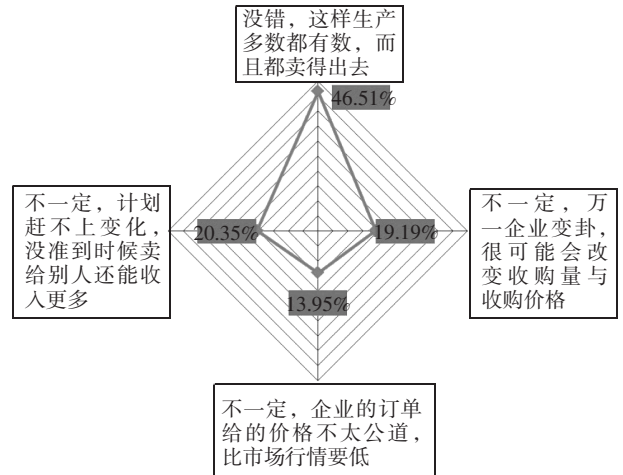 没错，这样生产
多数都有数，而
且都卖得出去
46.51%
不一定，计划
赶不上变化，
没准到时候卖
给别人还能收
入更多
20.35%
19.19%
不一定，万
一企业变卦，
很可能会改
变收购量与
收购价格
13.95%
不一定，企业的订单
给的价格不太公道，
比市场行情要低